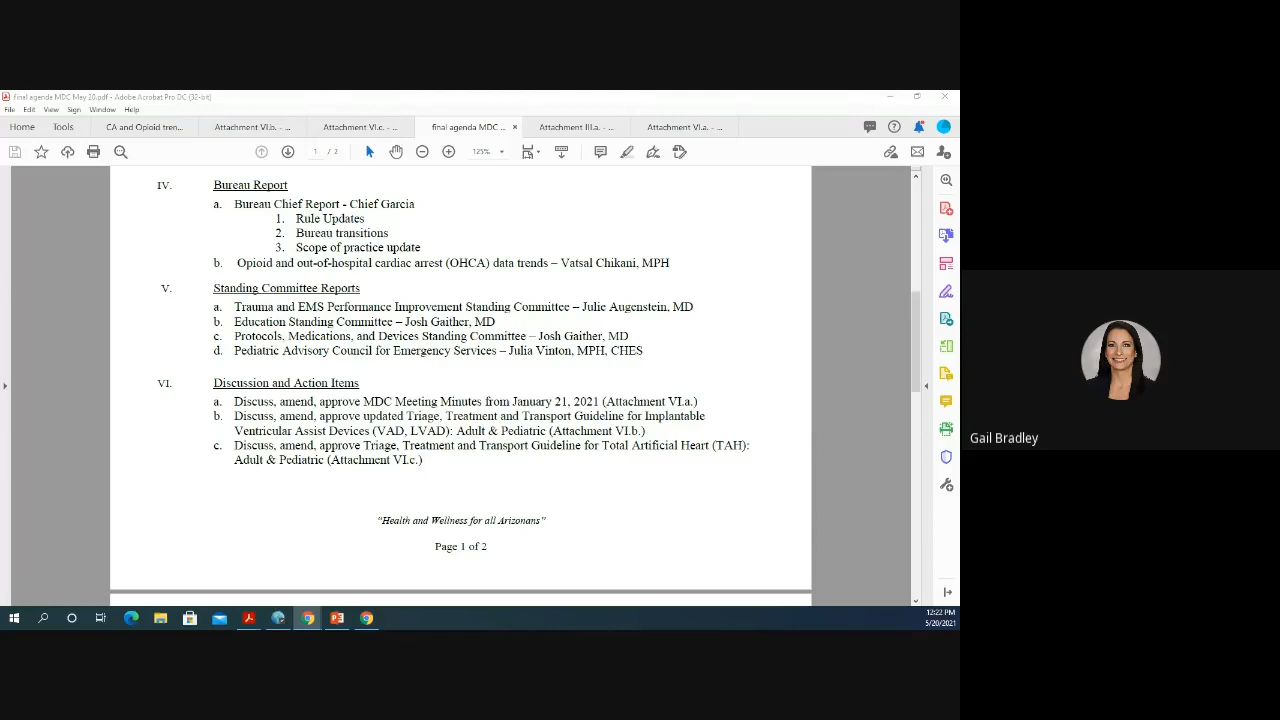 final agenda MDC May 20.pdf - Adobe Acrobat Pro DC (32-bit)
File Edit View Window Help
Home Tools CA and Opioid tren... Attachment VI.b. - ... Attachment VI.c. - ... final agenda MDC ... × Attachment III.a. - ... Attachment VI.a. - ...
1 / 2 125%
IV. Bureau Report
a. Bureau Chief Report - Chief Garcia
1. Rule Updates
2. Bureau transitions
3. Scope of practice update
b. Opioid and out-of-hospital cardiac arrest (OHCA) data trends – Vatsal Chikani, MPH
V. Standing Committee Reports
a. Trauma and EMS Performance Improvement Standing Committee – Julie Augenstein, MD
b. Education Standing Committee – Josh Gaither, MD
c. Protocols, Medications, and Devices Standing Committee – Josh Gaither, MD
d. Pediatric Advisory Council for Emergency Services – Julia Vinton, MPH, CHES
VI. Discussion and Action Items
a. Discuss, amend, approve MDC Meeting Minutes from January 21, 2021 (Attachment VI.a.)
b. Discuss, amend, approve updated Triage, Treatment and Transport Guideline for Implantable
Ventricular Assist Devices (VAD, LVAD): Adult & Pediatric (Attachment VI.b.)
c. Discuss, amend, approve Triage, Treatment and Transport Guideline for Total Artificial Heart (TAH):
Adult & Pediatric (Attachment VI.c.)
"Health and Wellness for all Arizonans"
Page 1 of 2
12:22 PM
5/20/2021
Gail Bradley